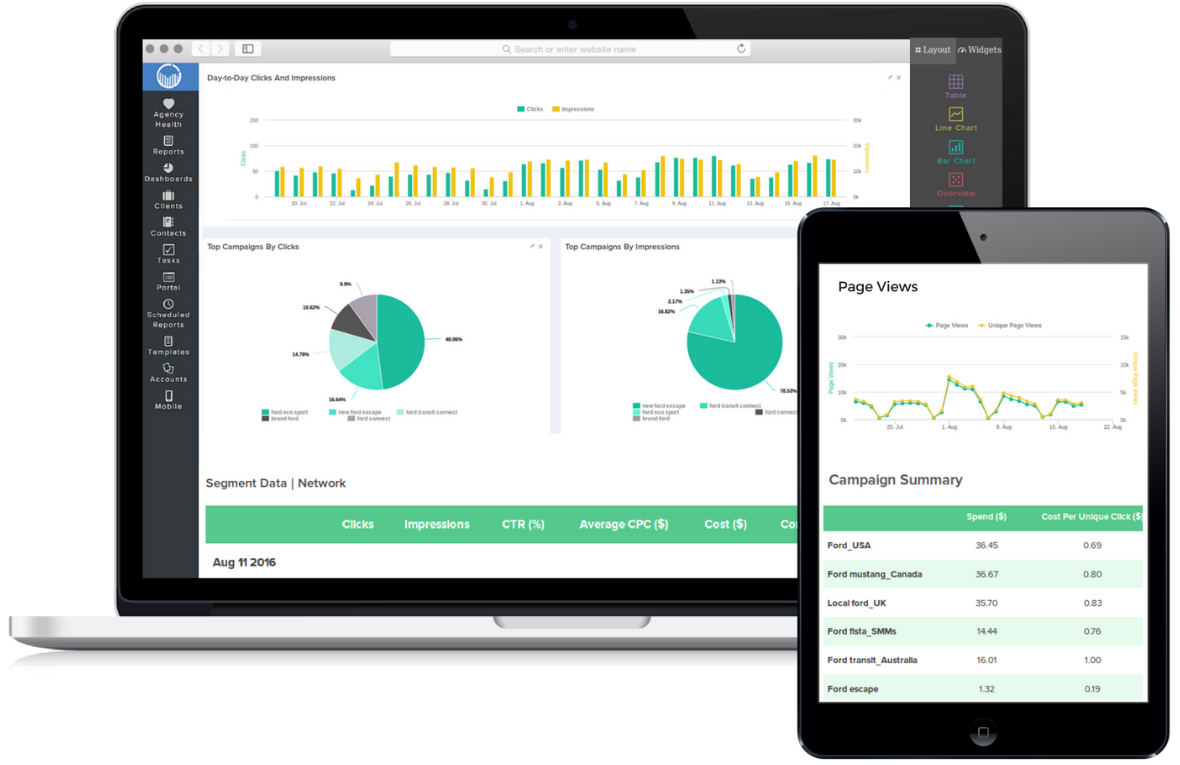 Search or enter website name
Layout
Widgets
Agency
Health
Reports
Dashboards
Clients
Contacts
Tasks
Portal
Scheduled
Reports
Templates
Accounts
Mobile
Day-to-Day Clicks And Impressions
Clicks
Impressions
150
100
50
0
Clicks
30k
20k
10k
0k
Impressions
20. Jul
22. Jul
24. Jul
26. Jul
28. Jul
30. Jul
1. Aug
3. Aug
5. Aug
7. Aug
9. Aug
11. Aug
13. Aug
15. Aug
17. Aug
Table
Line Chart
Bar Chart
Overview
Top Campaigns By Clicks
9.9%
10.62%
14.78%
16.64%
48.06%
ford eco sport
new ford escape
ford transit connect
brand ford
ford connect
Top Campaigns By Impressions
1.13%
1.35%
2.17%
16.82%
78.53%
new ford escape
ford transit connect
ford eco sport
ford connect
brand ford
Segment Data | Network
Clicks
Impressions
CTR (%)
Average CPC ($)
Cost ($)
Co
Aug 11 2016
Page Views
Page Views
Unique Page Views
30k
20k
10k
0k
Page Views
15k
10k
5k
0k
Unique Page Views
25. Jul
1. Aug
8. Aug
15. Aug
22. Aug
Campaign Summary
Spend ($) Cost Per Unique Click ($)
Ford_USA 36.45 0.69
Ford mustang_Canada 36.67 0.80
Local ford_UK 35.70 0.83
Ford fista_SMMs 14.44 0.76
Ford transit_Australia 16.01 1.00
Ford escape 1.32 0.19